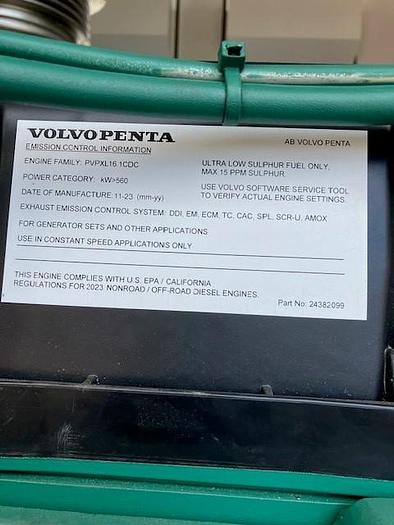 VOLVO PENTA
AB VOLVO PENTA
EMISSION CONTROL INFORMATION
ENGINE FAMILY: PVPXL16.1CDC
POWER CATEGORY: kW>560
DATE OF MANUFACTURE: 11-23 (mm-yy)
ULTRA LOW SULPHUR FUEL ONLY.
MAX 15 PPM SULPHUR.
USE VOLVO SOFTWARE SERVICE TOOL
TO VERIFY ACTUAL ENGINE SETTINGS.
EXHAUST EMISSION CONTROL SYSTEM: DDI, EM, ECM, TC, CAC, SPL, SCR-U, AMOX
FOR GENERATOR SETS AND OTHER APPLICATIONS
USE IN CONSTANT SPEED APPLICATIONS ONLY
THIS ENGINE COMPLIES WITH U.S. EPA / CALIFORNIA
REGULATIONS FOR 2023 NONROAD / OFF-ROAD DIESEL ENGINES.
Part No: 24382099